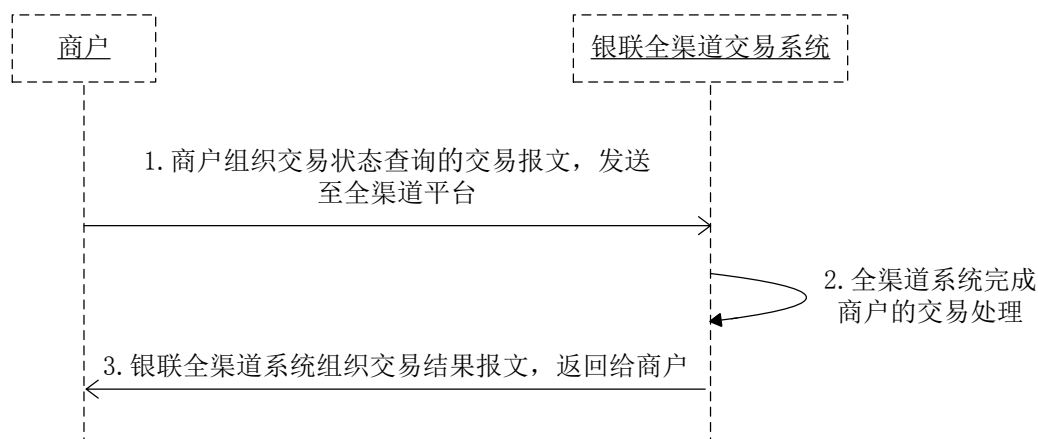 商户
银联全渠道交易系统
1.商户组织交易状态查询的交易报文，发送
至全渠道平台
2.全渠道系统完成
商户的交易处理
3.银联全渠道系统组织交易结果报文，返回给商户